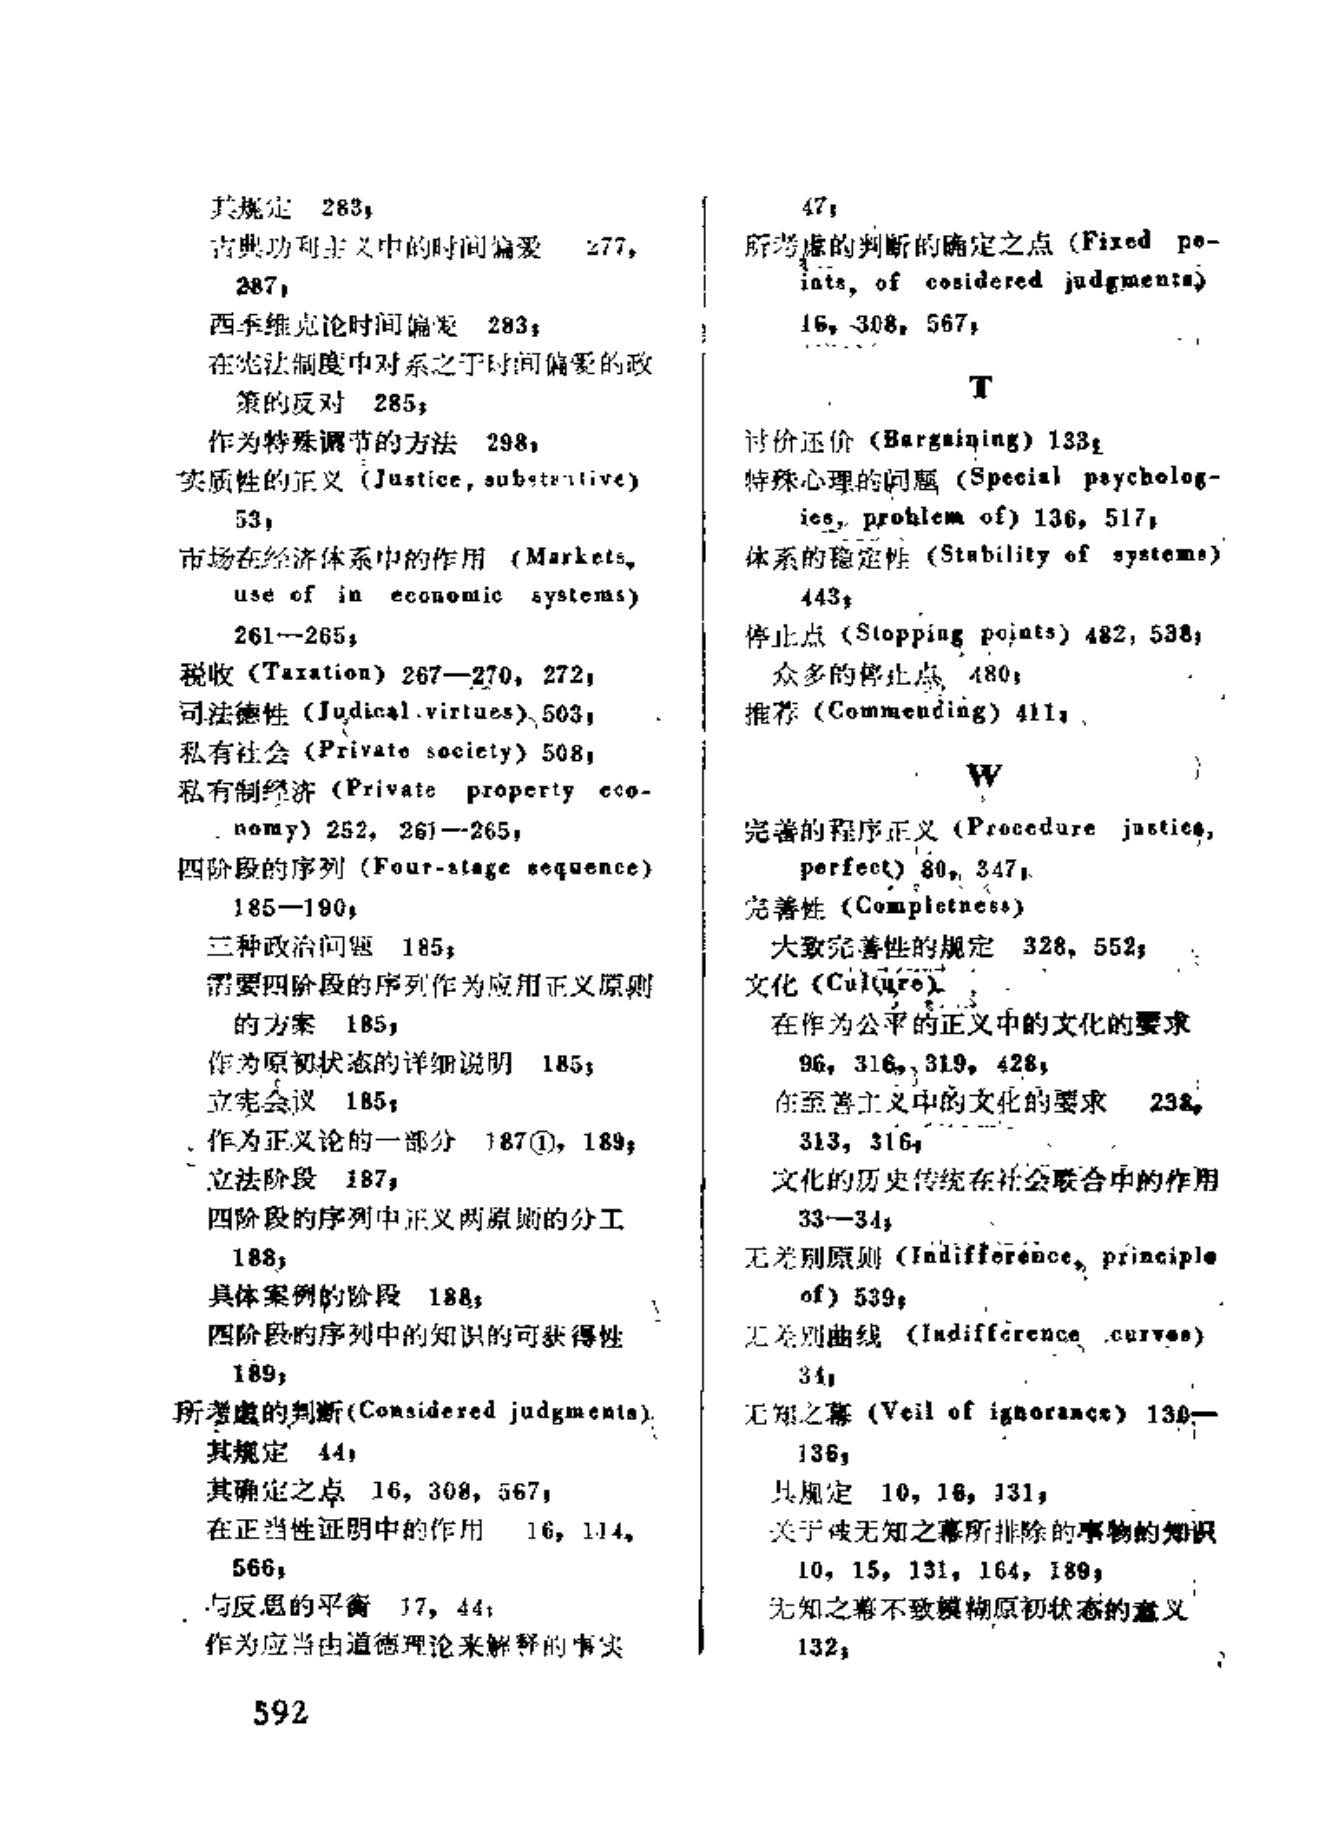 其规定 283;
古典功利主义中的时间偏爱 277,
287;
西季维克论时间偏爱 283;
在宪法制度中对系之于时间偏爱的政
策的反对 285;
作为特殊调节的方法 298;
实质性的正义 (Justice, substantive)
53;
市场在经济体系中的作用 (Markets,
use of in economic systems)
261—265;
税收 (Taxation) 267—270, 272;
司法德性 (Judical virtues) 503;
私有社会 (Private society) 508;
私有制经济 (Private property eco-
nomy) 252, 261—265;
四阶段的序列 (Four-stage sequence)
185—190;
三种政治问题 185;
需要四阶段的序列作为应用正义原则
的方案 185;
作为原初状态的详细说明 185;
立宪会议 185;
作为正义论的一部分 187①, 189;
立法阶段 187;
四阶段的序列中正义两原则的分工
188;
具体案例的阶段 188;
四阶段的序列中的知识的可获得性
189;
所考虑的判断 (Considered judgments)
其规定 44;
其确定之点 16, 308, 567;
在正当性证明中的作用 16, 114,
566;
与反思的平衡 17, 44;
作为应当由道德理论来解释的事实
47;
所考虑的判断的确定之点 (Fixed po-
ints, of cosidered judgments)
16, 308, 567;
T
讨价还价 (Bargaining) 133;
特殊心理的问题 (Special psycholog-
ies, problem of) 136, 517;
体系的稳定性 (Stability of systems)
443;
停止点 (Stopping points) 482, 538;
众多的停止点 480;
推荐 (Commending) 411;
W
完善的程序正义 (Procedure justice,
perfect) 80, 347;
完善性 (Completness)
大致完善性的规定 328, 552;
文化 (Culture)
在作为公平的正义中的文化的要求
96, 316, 319, 428;
在至善主义中的文化的要求 238,
313, 316;
文化的历史传统在社会联合中的作用
33—34;
无差别原则 (Indifference, principle
of) 539;
无差别曲线 (Indifference curves)
34;
无知之幕 (Veil of ignorance) 130—
136;
其规定 10, 16, 131;
关于被无知之幕所排除的事物的知识
10, 15, 131, 164, 189;
无知之幕不致模糊原初状态的意义
132;
592